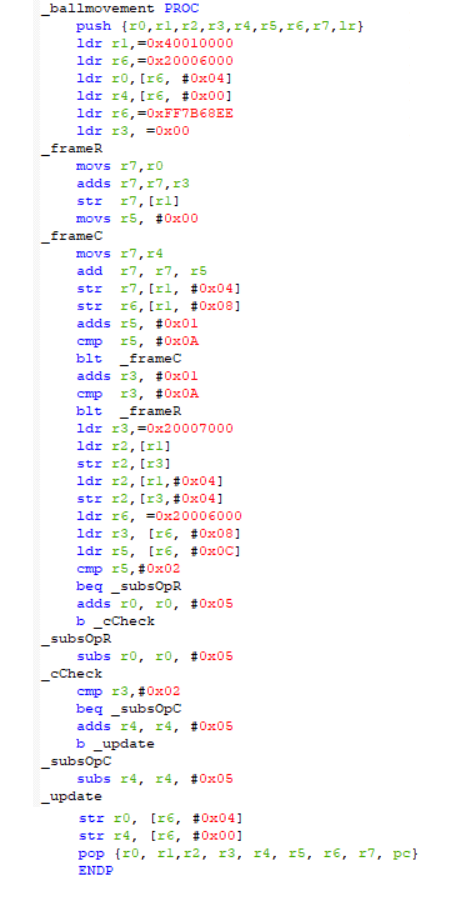 _ballmovement PROC
push {r0,r1,r2,r3,r4,r5,r6,r7,lr}
ldr r1,=0x40010000
ldr r6,=0x20006000
ldr r0,[r6, #0x04]
ldr r4,[r6, #0x00]
ldr r6,=0xFF7B68EE
ldr r3, =0x00
_frameR
movs r7,r0
adds r7,r7,r3
str r7,[r1]
movs r5, #0x00
_frameC
movs r7,r4
add r7, r7, r5
str r7,[r1, #0x04]
str r6,[r1, #0x08]
adds r5, #0x01
cmp r5, #0x0A
blt _frameC
adds r3, #0x01
cmp r3, #0x0A
blt _frameR
ldr r3,=0x20007000
ldr r2,[r1]
str r2,[r3]
ldr r2,[r1,#0x04]
str r2,[r3,#0x04]
ldr r6, =0x20006000
ldr r3, [r6, #0x08]
ldr r5, [r6, #0x0C]
cmp r5,#0x02
beq _subsOpR
adds r0, r0, #0x05
b _cCheck
_subsOpR
subs r0, r0, #0x05
_cCheck
cmp r3,#0x02
beq _subsOpC
adds r4, r4, #0x05
b _update
_subsOpC
subs r4, r4, #0x05
_update
str r0, [r6, #0x04]
str r4, [r6, #0x00]
pop {r0, r1,r2, r3, r4, r5, r6, r7, pc}
ENDP